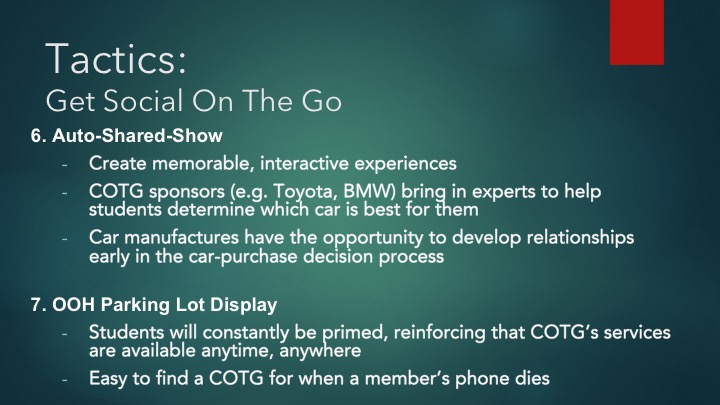 Tactics:
Get Social On The Go
6. Auto-Shared-Show
- Create memorable, interactive experiences
- COTG sponsors (e.g. Toyota, BMW) bring in experts to help
students determine which car is best for them
- Car manufactures have the opportunity to develop relationships
early in the car-purchase decision process
7. OOH Parking Lot Display
- Students will constantly be primed, reinforcing that COTG’s services
are available anytime, anywhere
- Easy to find a COTG for when a member’s phone dies